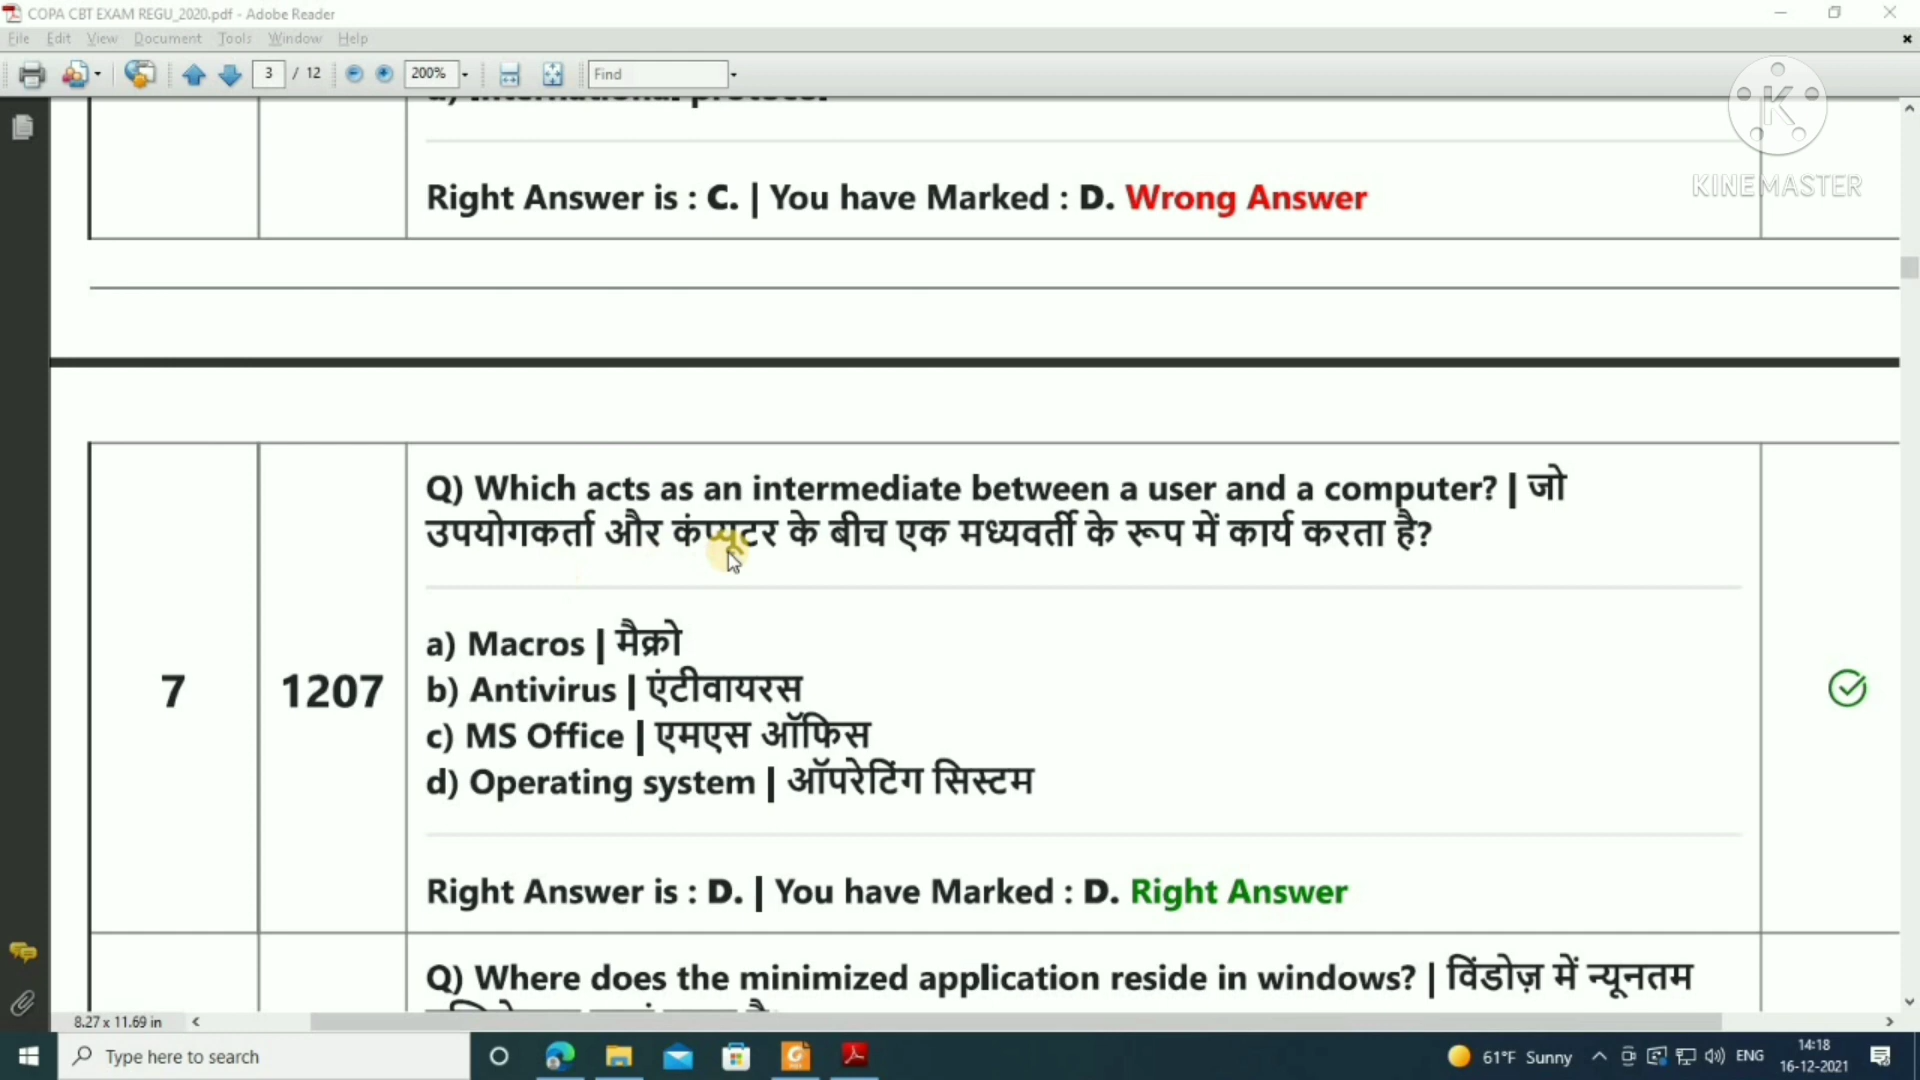 COPA CBT EXAM REGU_2020.pdf - Adobe Reader
File Edit View Document Tools Window Help
3 / 12 200% Find
d) International protocol
KINEMASTER
Right Answer is : C. | You have Marked : D. Wrong Answer
Q) Which acts as an intermediate between a user and a computer? | जो
उपयोगकर्ता और कंप्यूटर के बीच एक मध्यवर्ती के रूप में कार्य करता है?
a) Macros | मैक्रो
b) Antivirus | एंटीवायरस
7 1207
c) MS Office | एमएस ऑफिस
d) Operating system | ऑपरेटिंग सिस्टम
Right Answer is : D. | You have Marked : D. Right Answer
Q) Where does the minimized application reside in windows? | विंडोज़ में न्यूनतम
8.27 x 11.69 in
Type here to search
61°F Sunny ENG
14:18
16-12-2021